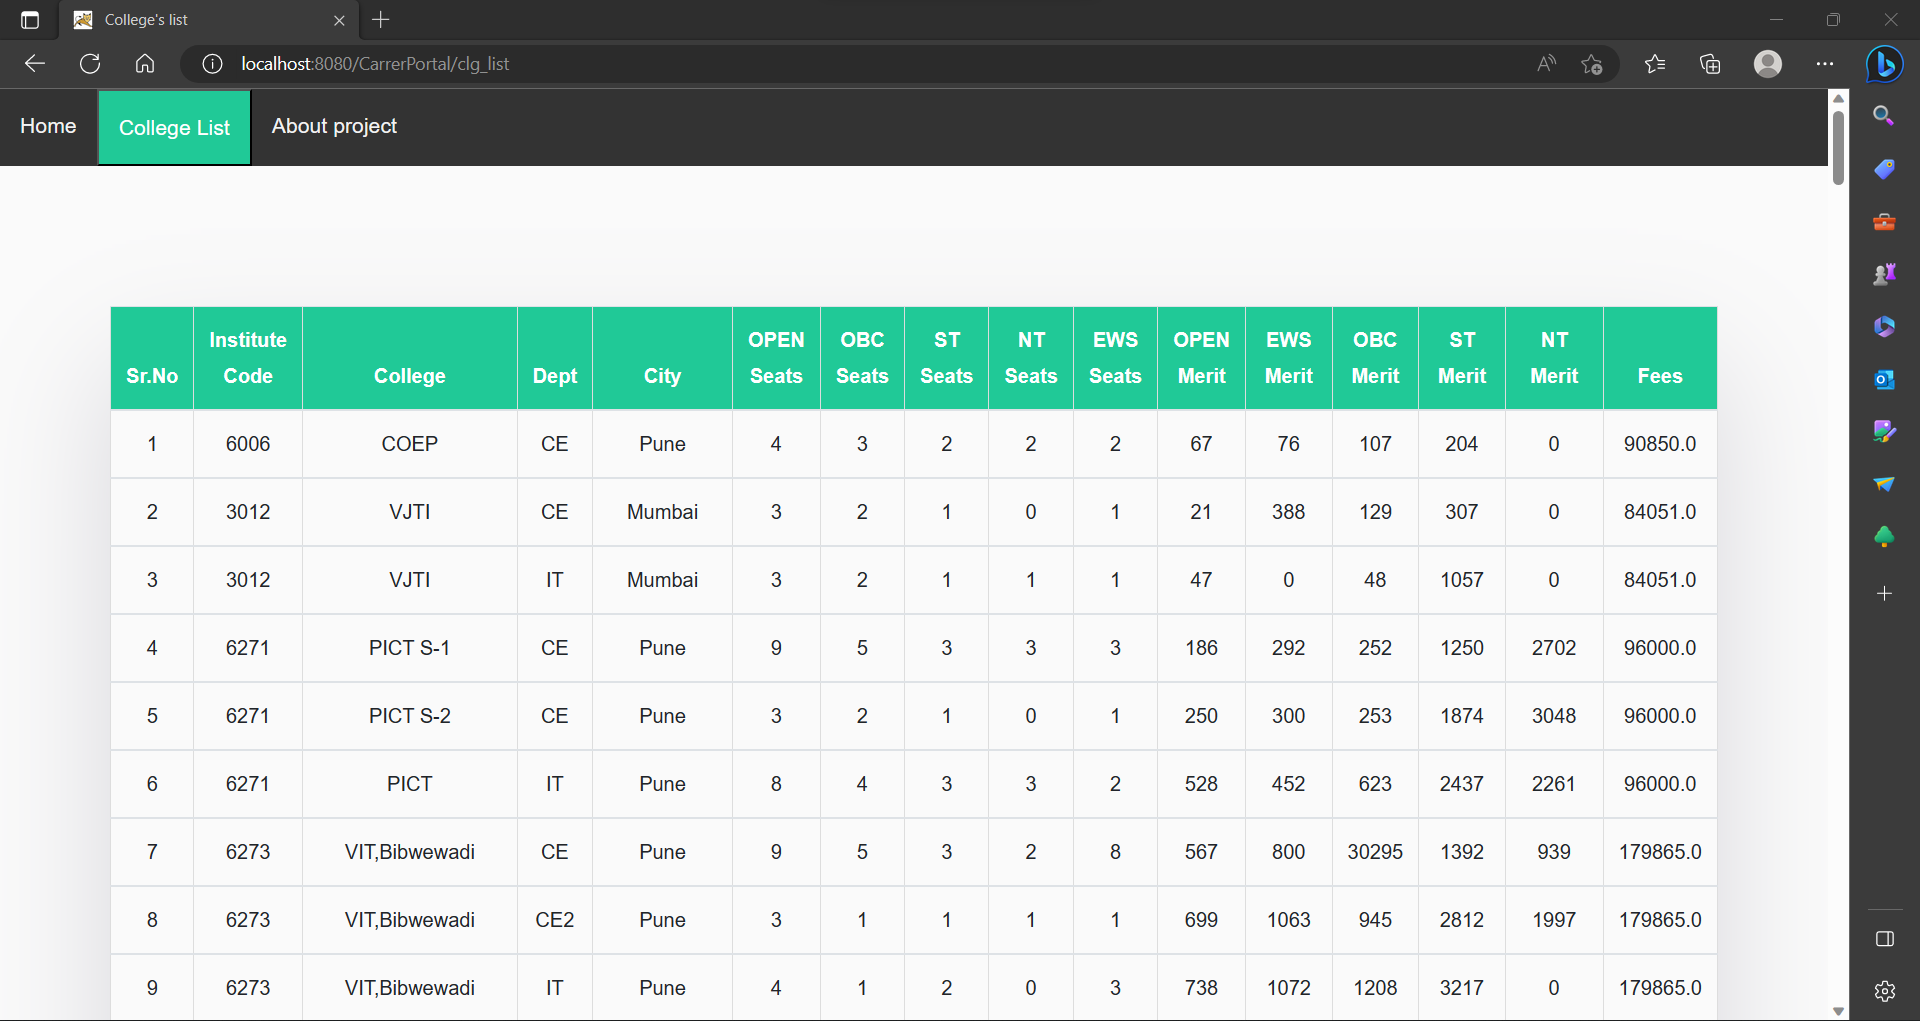 College's list
localhost:8080/CarrerPortal/clg_list
Home College List About project
Sr.No Institute Code College Dept City OPEN Seats OBC Seats ST Seats NT Seats EWS Seats OPEN Merit EWS Merit OBC Merit ST Merit NT Merit Fees
1 6006 COEP CE Pune 4 3 2 2 2 67 76 107 204 0 90850.0
2 3012 VJTI CE Mumbai 3 2 1 0 1 21 388 129 307 0 84051.0
3 3012 VJTI IT Mumbai 3 2 1 1 1 47 0 48 1057 0 84051.0
4 6271 PICT S-1 CE Pune 9 5 3 3 3 186 292 252 1250 2702 96000.0
5 6271 PICT S-2 CE Pune 3 2 1 0 1 250 300 253 1874 3048 96000.0
6 6271 PICT IT Pune 8 4 3 3 2 528 452 623 2437 2261 96000.0
7 6273 VIT,Bibwewadi CE Pune 9 5 3 2 8 567 800 30295 1392 939 179865.0
8 6273 VIT,Bibwewadi CE2 Pune 3 1 1 1 1 699 1063 945 2812 1997 179865.0
9 6273 VIT,Bibwewadi IT Pune 4 1 2 0 3 738 1072 1208 3217 0 179865.0